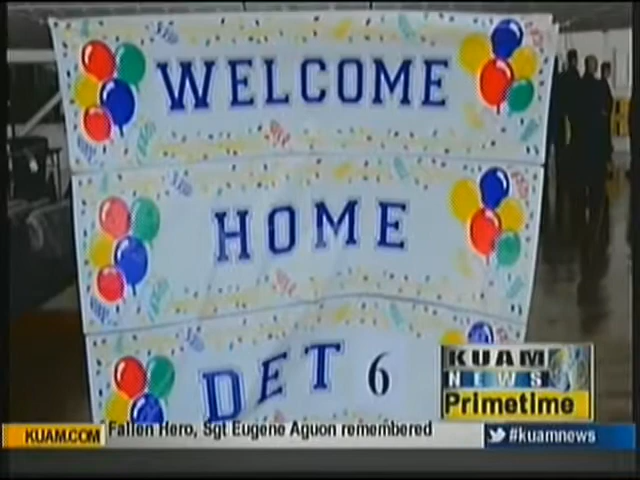 WELCOME
HOME
DET 6
KUAM
NEWS
Primetime
KUAM.COM
Fallen Hero, Sgt Eugene Aguon remembered
#kuamnews